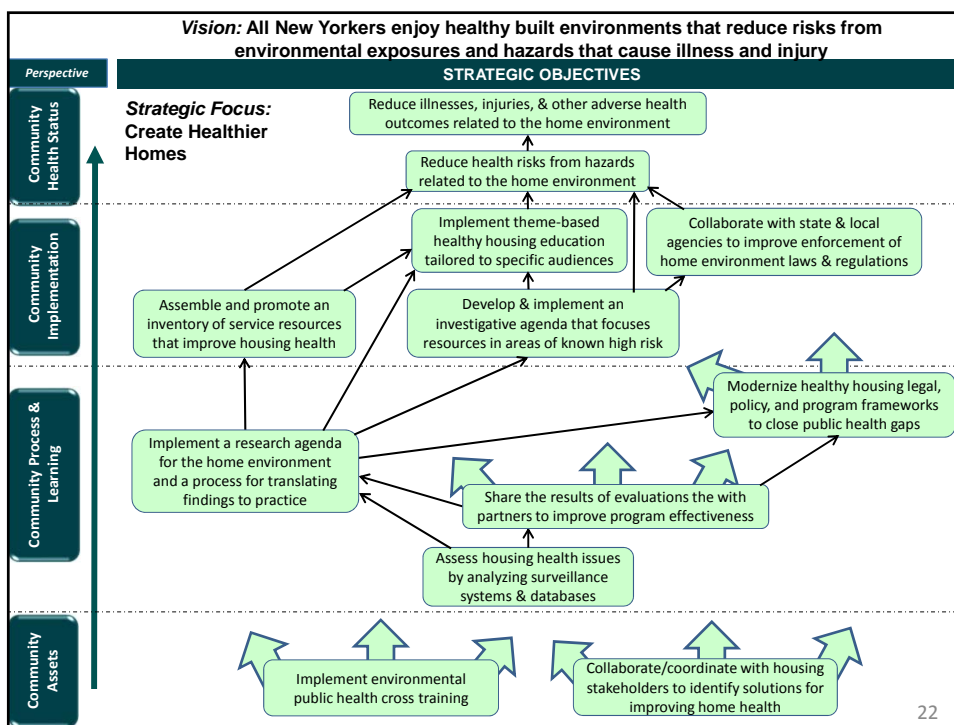 Vision: All New Yorkers enjoy healthy built environments that reduce risks from
environmental exposures and hazards that cause illness and injury
Perspective
STRATEGIC OBJECTIVES
Community
Health Status
Strategic Focus:
Create Healthier
Homes
Reduce illnesses, injuries, & other adverse health
outcomes related to the home environment
Reduce health risks from hazards
related to the home environment
Community
Implementation
Implement theme-based
healthy housing education
tailored to specific audiences
Collaborate with state & local
agencies to improve enforcement of
home environment laws & regulations
Assemble and promote an
inventory of service resources
that improve housing health
Develop & implement an
investigative agenda that focuses
resources in areas of known high risk
Community Process &
Learning
Modernize healthy housing legal,
policy, and program frameworks
to close public health gaps
Implement a research agenda
for the home environment
and a process for translating
findings to practice
Share the results of evaluations the with
partners to improve program effectiveness
Assess housing health issues
by analyzing surveillance
systems & databases
Community
Assets
Implement environmental
public health cross training
Collaborate/coordinate with housing
stakeholders to identify solutions for
improving home health
22